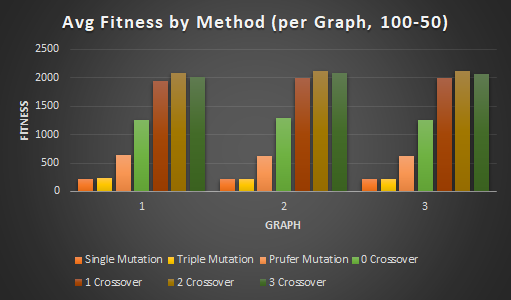 Avg Fitness by Method (per Graph, 100-50)
2500
2000
1500
1000
500
0
FITNESS
1 2 3
GRAPH
Single Mutation Triple Mutation Prufer Mutation 0 Crossover
1 Crossover 2 Crossover 3 Crossover